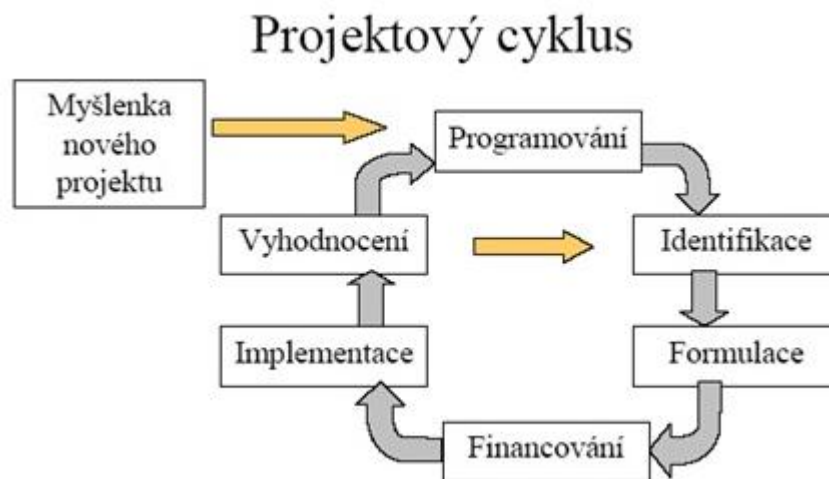 Projektový cyklus
Myšlenka
nového
projektu
Programování
Vyhodnocení
Identifikace
Implementace
Formulace
Financování